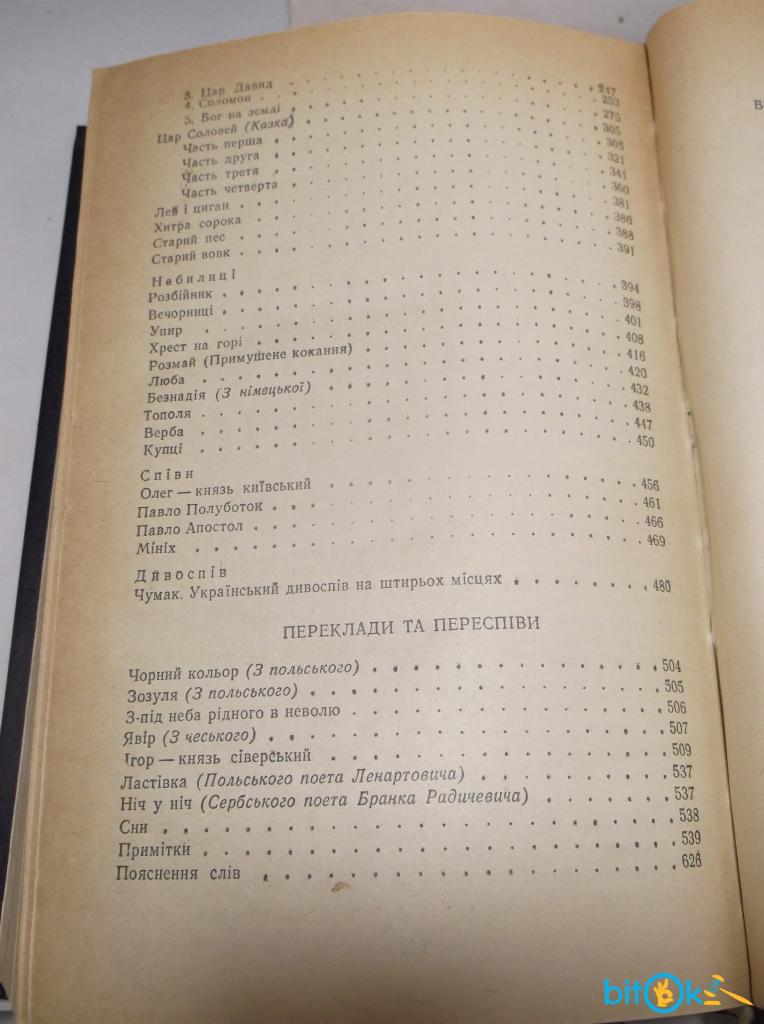 3. Цар Давид 247
4. Соломон 253
5. Бог на землі 275
Цар Соловей (Казка) 305
Часть перша 305
Часть друга 321
Часть третя 341
Часть четверта 360
Лев і циган 381
Хитра сорока 386
Старий пес 388
Старий вовк 391
Небилиці
Розбійник 394
Вечорниці 398
Упир 401
Хрест на горі 408
Розмай (Примушене кохання) 416
Люба 420
Безнадія (З німецької) 432
Тополя 438
Верба 447
Купці 450
Співи
Олег — князь київський 456
Павло Полуботок 461
Павло Апостол 466
Мініх 469
Дивоспів
Чумак. Український дивоспів на штирьох місцях 480
ПЕРЕКЛАДИ ТА ПЕРЕСПІВИ
Чорний кольор (З польського) 504
Зозуля (З польського) 505
З-під неба рідного в неволю 506
Явір (З чеського) 507
Ігор — князь сіверський 509
Ластівка (Польського поета Ленартовича) 537
Ніч у ніч (Сербського поета Бранка Радичевича) 537
Сни 538
Примітки 539
Пояснення слів 626
bitok